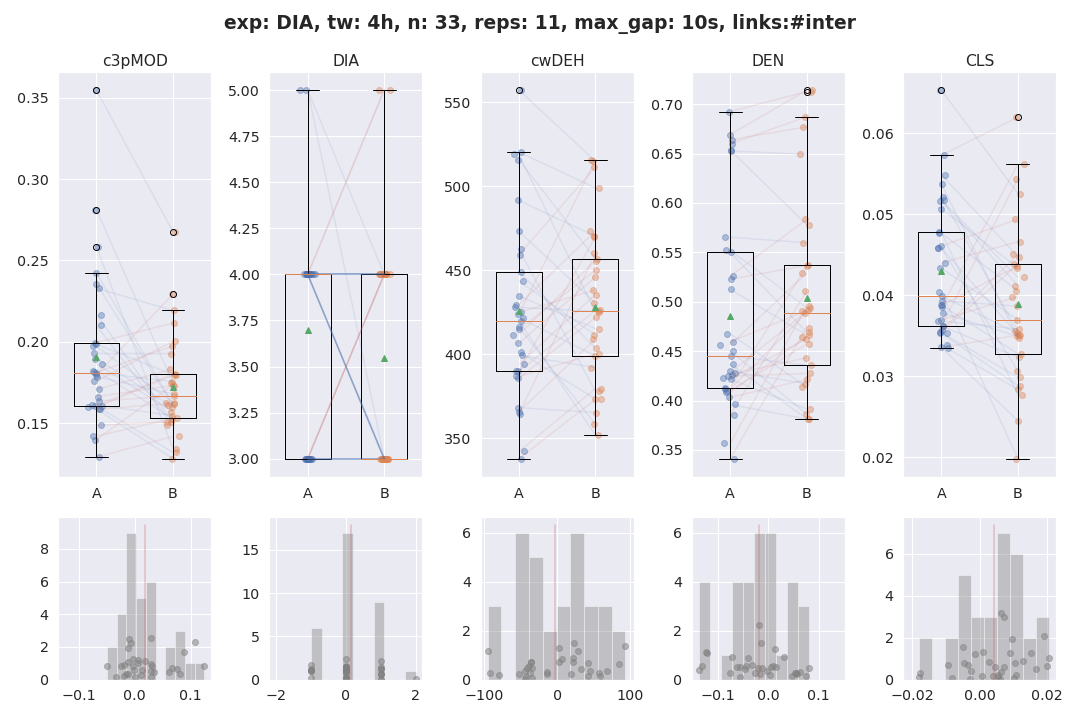 exp: DIA, tw: 4h, n: 33, reps: 11, max_gap: 10s, links:#inter
c3pMOD DIA cwDEH DEN CLS
0.35 0.30 0.25 0.20 0.15
5.00 4.75 4.50 4.25 4.00 3.75 3.50 3.25 3.00
550 500 450 400 350
0.70 0.65 0.60 0.55 0.50 0.45 0.40 0.35
0.06 0.05 0.04 0.03 0.02
A B A B A B A B A B
8 6 4 2 0
15 10 5 0
6 4 2 0
6 4 2 0
6 4 2 0
−0.1 0.0 0.1
−2 0 2
−100 0 100
−0.1 0.0 0.1
−0.02 0.00 0.02